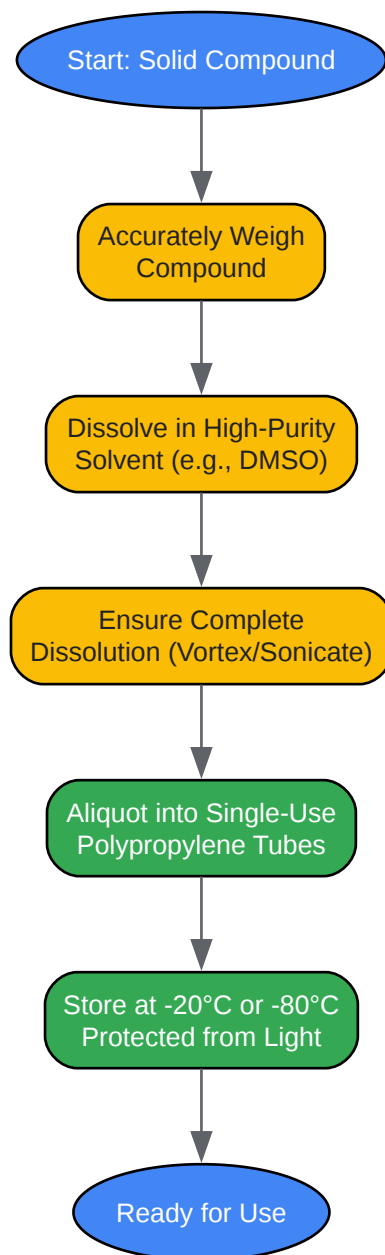 Start: Solid Compound
Accurately Weigh
Compound
Dissolve in High-Purity
Solvent (e.g., DMSO)
Ensure Complete
Dissolution (Vortex/Sonicate)
Aliquot into Single-Use
Polypropylene Tubes
Store at -20°C or -80°C
Protected from Light
Ready for Use